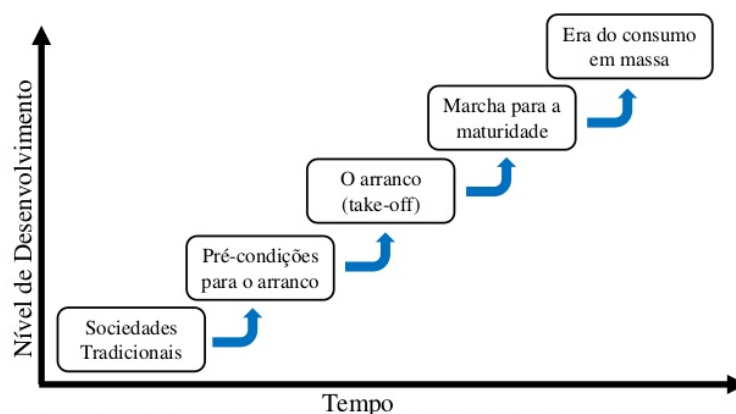 Era do consumo
em massa
Marcha para a
maturidade
O arranco
(take-off)
Pré-condições
para o arranco
Sociedades
Tradicionais
Nível de Desenvolvimento
Tempo